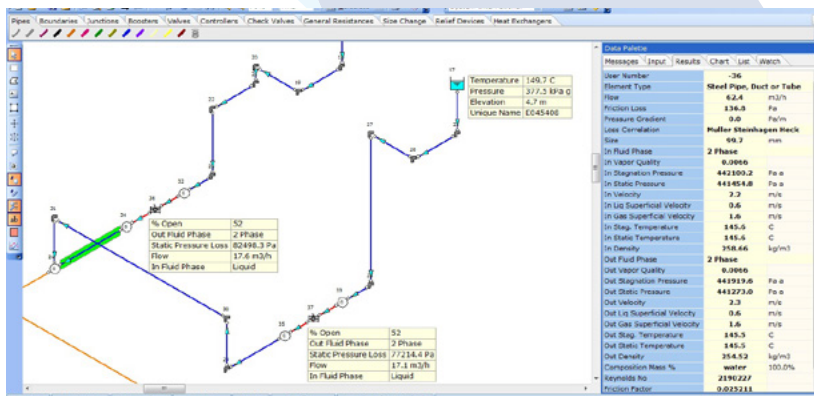 Pipes Boundaries Junctions Boosters Valves Controllers Check Valves General Resistances Size Change Relief Devices Heat Exchangers
Temperature 149.7 C
Pressure 377.5 kPa g
Elevation 4.7 m
Unique Name E045408
% Open 52
Out Fluid Phase 2 Phase
Static Pressure Loss 82498.3 Pa
Flow 17.6 m3/h
In Fluid Phase Liquid
% Open 52
Out Fluid Phase 2 Phase
Static Pressure Loss 77214.4 Pa
Flow 17.1 m3/h
In Fluid Phase Liquid
Data Palette
Messages Input Results Chart List Watch
User Number -36
Element Type Steel Pipe, Duct or Tube
Flow 62.4 m3/h
Friction Loss 136.8 Pa
Pressure Gradient 0.0 Pa/m
Loss Correlation Muller Steinhagen Heck
Size 99.2 mm
In Fluid Phase 2 Phase
In Vapor Quality 0.0066
In Stagnation Pressure 442100.2 Pa a
In Static Pressure 441454.8 Pa a
In Velocity 2.2 m/s
In Liq Superficial Velocity 0.6 m/s
In Gas Superficial Velocity 1.6 m/s
In Stag. Temperature 145.6 C
In Static Temperature 145.6 C
In Density 358.66 kg/m3
Out Fluid Phase 2 Phase
Out Vapor Quality 0.0066
Out Stagnation Pressure 441919.6 Pa a
Out Static Pressure 441273.0 Pa a
Out Velocity 2.3 m/s
Out Liq Superficial Velocity 0.6 m/s
Out Gas Superficial Velocity 1.6 m/s
Out Stag. Temperature 145.5 C
Out Static Temperature 145.5 C
Out Density 354.52 kg/m3
Composition Mass % water 100.0%
Reynolds No 2190227
Friction Factor 0.025211